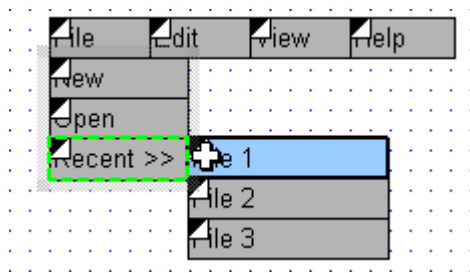 File Edit View Help
New
Open
Recent >> File 1
File 2
File 3